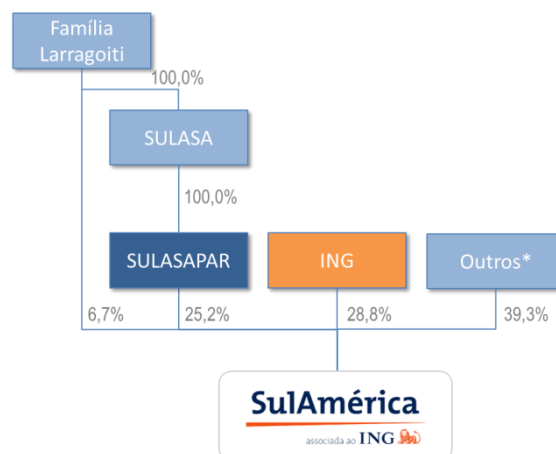 Família
Larragoiti
100,0%
SULASA
100,0%
SULASAPAR
ING
Outros*
6,7%
25,2%
28,8%
39,3%
SulAmérica
associada ao ING